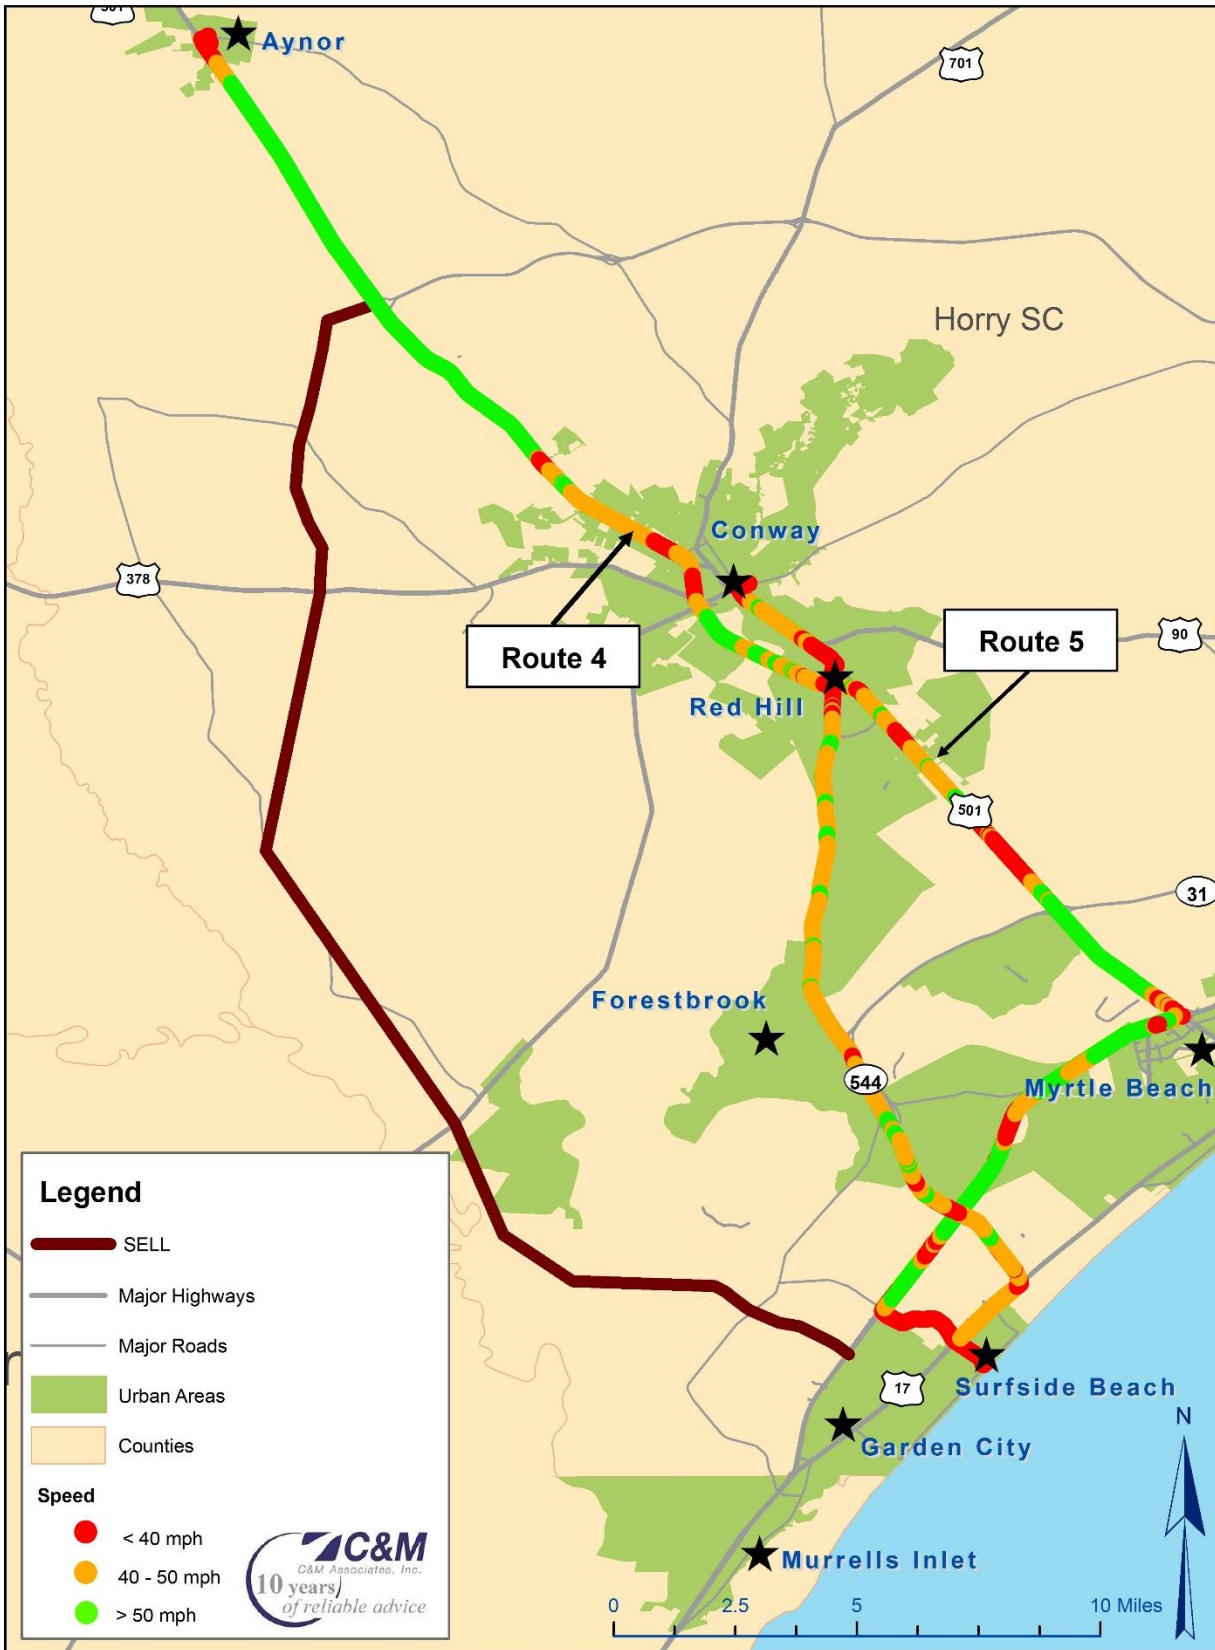 501
Aynor
701
Horry SC
Conway
378
Route 4
Route 5
90
Red Hill
501
31
Forestbrook
544
Myrtle Beach
Legend
SELL
Major Highways
Major Roads
Urban Areas
Counties
Speed
< 40 mph
40 - 50 mph
> 50 mph
C&M
C&M Associates, Inc.
10 years
of reliable advice
17
Surfside Beach
Garden City
Murrells Inlet
N
0 2.5 5 10 Miles